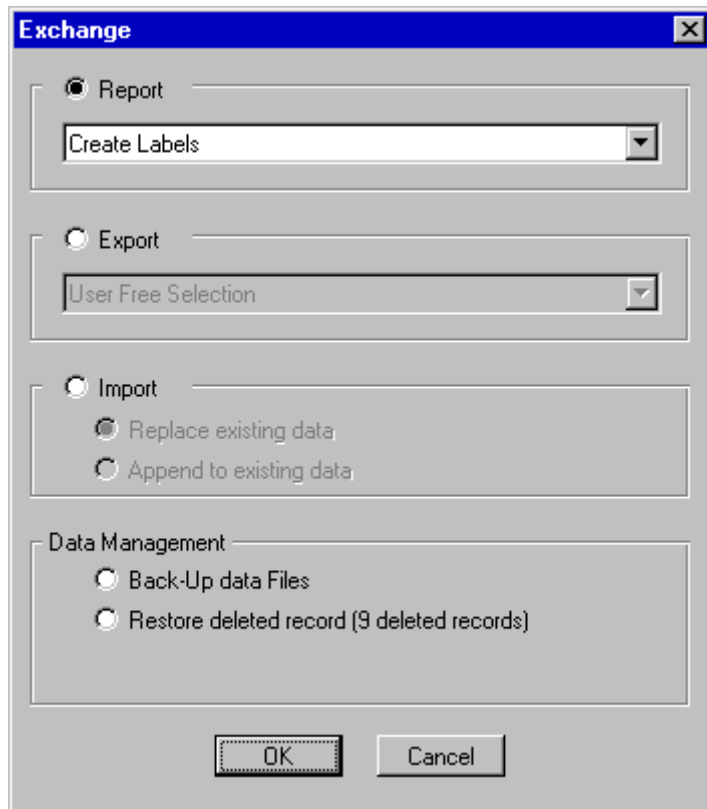 Exchange
Report
Create Labels
Export
User Free Selection
Import
Replace existing data
Append to existing data
Data Management
Back-Up data Files
Restore deleted record (9 deleted records)
OK Cancel